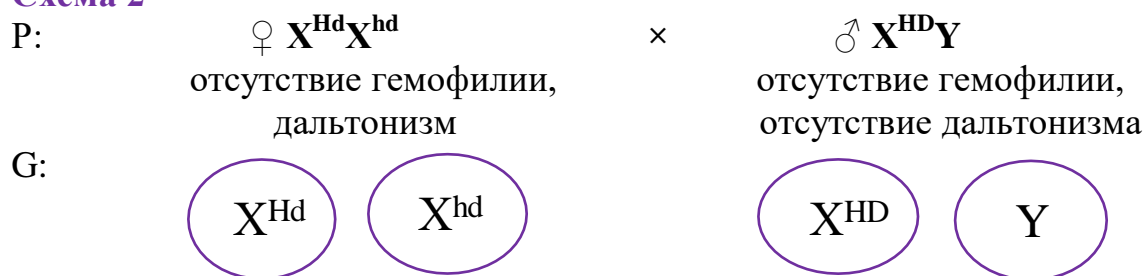 Схема 2
P: ♀ X^Hd X^hd × ♂ X^HD Y
отсутствие гемофилии, отсутствие гемофилии,
дальтонизм отсутствие дальтонизма
G:
X^Hd X^hd X^HD Y